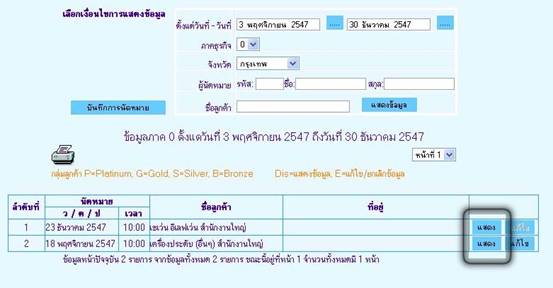 เลือกเงื่อนไขการแสดงข้อมูล
ตั้งแต่วันที่ - วันที่ 3 พฤศจิกายน 2547 ..... 30 ธันวาคม 2547 .....
ภาคธุรกิจ 0
จังหวัด กรุงเทพ
ผู้นัดหมาย รหัส: ชื่อ: สกุล:
บันทึกการนัดหมาย ชื่อลูกค้า แสดงข้อมูล
ข้อมูลภาค 0 ตั้งแต่วันที่ 3 พฤศจิกายน 2547 ถึงวันที่ 30 ธันวาคม 2547
หน้าที่ 1
กลุ่มลูกค้า P=Platinum, G=Gold, S=Silver, B=Bronze Dis=แสดงข้อมูล, E=แก้ไข/ยกเลิกข้อมูล
ลำดับที่ นัดหมาย ชื่อลูกค้า ที่อยู่
ว / ด / ป เวลา
1 23 ธันวาคม 2547 10:00 เซเว่น อิเลฟเว่น สำนักงานใหญ่ แสดง แก้ไข
2 18 พฤศจิกายน 2547 10:00 เครื่องประดับ (อื่นๆ) สำนักงานใหญ่ แสดง แก้ไข
ข้อมูลหน้าปัจจุบัน 2 รายการ จากข้อมูลทั้งหมด 2 รายการ ขณะนี้อยู่ที่หน้า 1 จำนวนทั้งหมดมี 1 หน้า